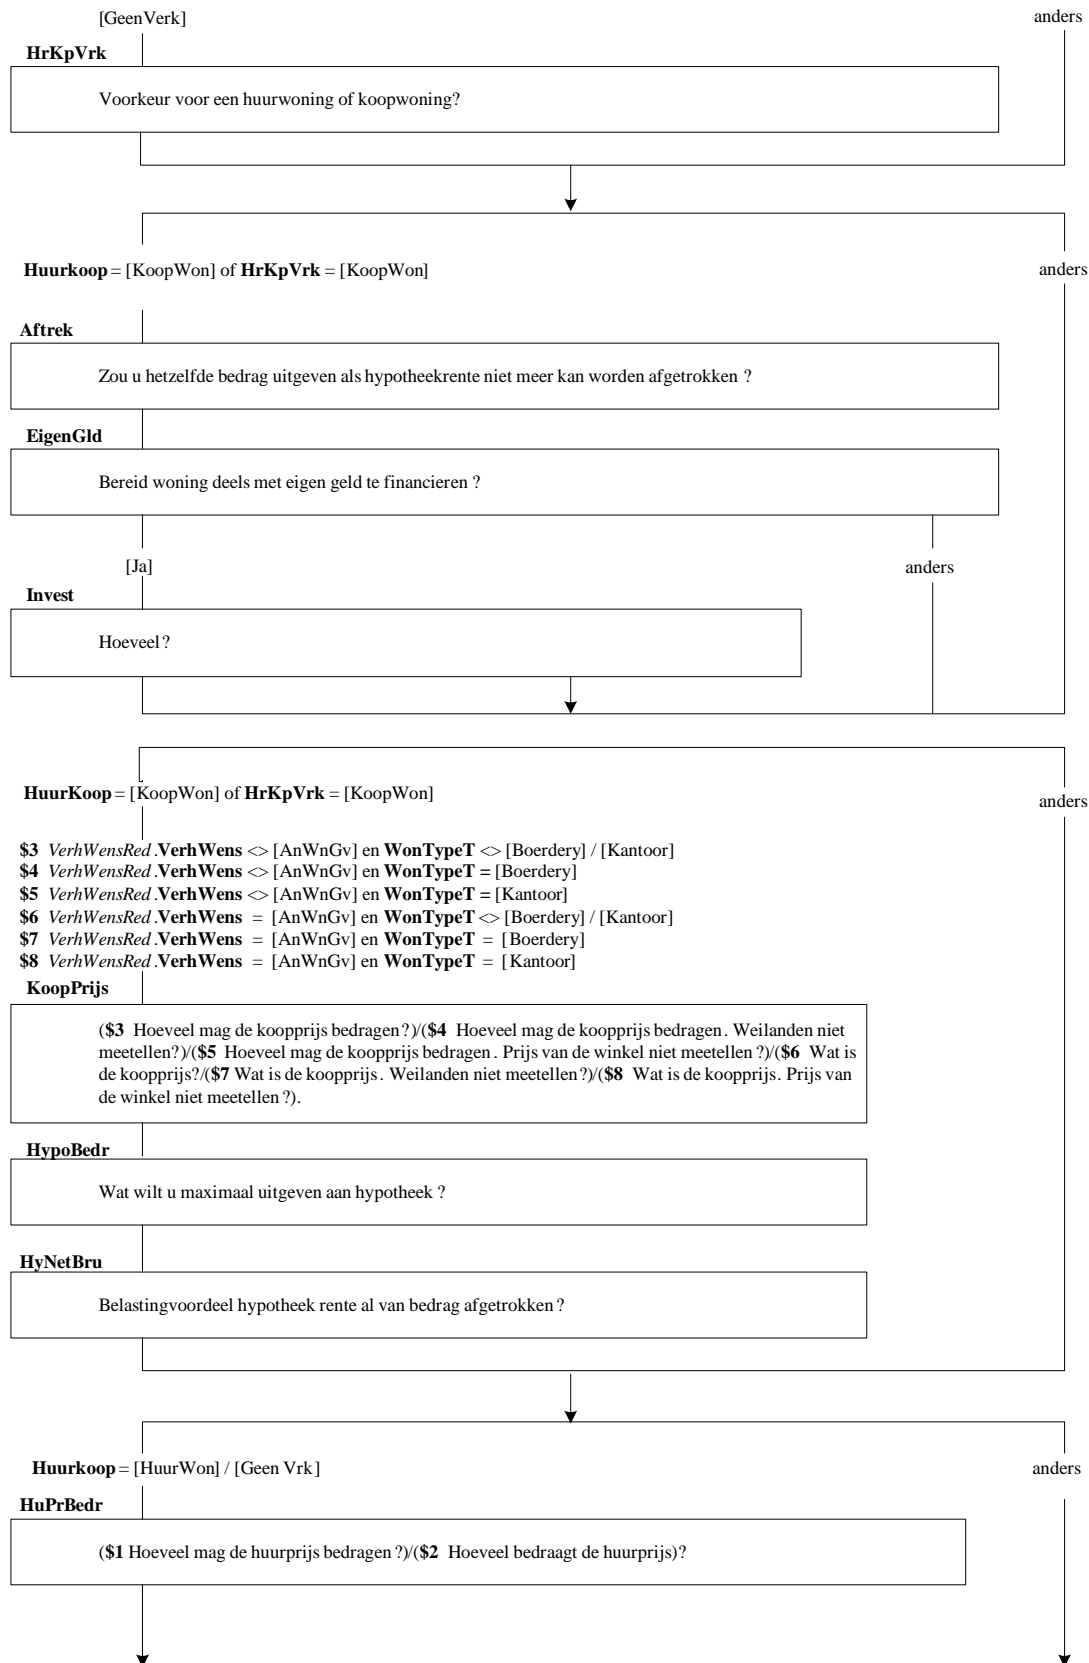 [GeenVerk]
anders
HrKpVrk
Voorkeur voor een huurwoning of koopwoning?
Huurkoop = [KoopWon] of HrKpVrk = [KoopWon]
anders
Aftrek
Zou u hetzelfde bedrag uitgeven als hypotheekrente niet meer kan worden afgetrokken ?
EigenGld
Bereid woning deels met eigen geld te financieren ?
[Ja]
anders
Invest
Hoeveel?
HuurKoop = [KoopWon] of HrKpVrk = [KoopWon]
anders
$3 VerhWensRed.VerhWens <> [AnWnGv] en WonTypeT <> [Boerdery] / [Kantoor]
$4 VerhWensRed.VerhWens <> [AnWnGv] en WonTypeT = [Boerdery]
$5 VerhWensRed.VerhWens <> [AnWnGv] en WonTypeT = [Kantoor]
$6 VerhWensRed.VerhWens = [AnWnGv] en WonTypeT <> [Boerdery] / [Kantoor]
$7 VerhWensRed.VerhWens = [AnWnGv] en WonTypeT = [Boerdery]
$8 VerhWensRed.VerhWens = [AnWnGv] en WonTypeT = [Kantoor]
KoopPrijs
($3 Hoeveel mag de koopprijs bedragen?)/($4 Hoeveel mag de koopprijs bedragen. Weilanden niet
meetellen?)/($5 Hoeveel mag de koopprijs bedragen. Prijs van de winkel niet meetellen?)/($6 Wat is
de koopprijs?/($7 Wat is de koopprijs. Weilanden niet meetellen?)/($8 Wat is de koopprijs. Prijs van
de winkel niet meetellen ?).
HypoBedr
Wat wilt u maximaal uitgeven aan hypotheek ?
HyNetBru
Belastingvoordeel hypotheek rente al van bedrag afgetrokken ?
Huurkoop = [HuurWon] / [Geen Vrk]
anders
HuPrBedr
($1 Hoeveel mag de huurprijs bedragen ?)/($2 Hoeveel bedraagt de huurprijs)?